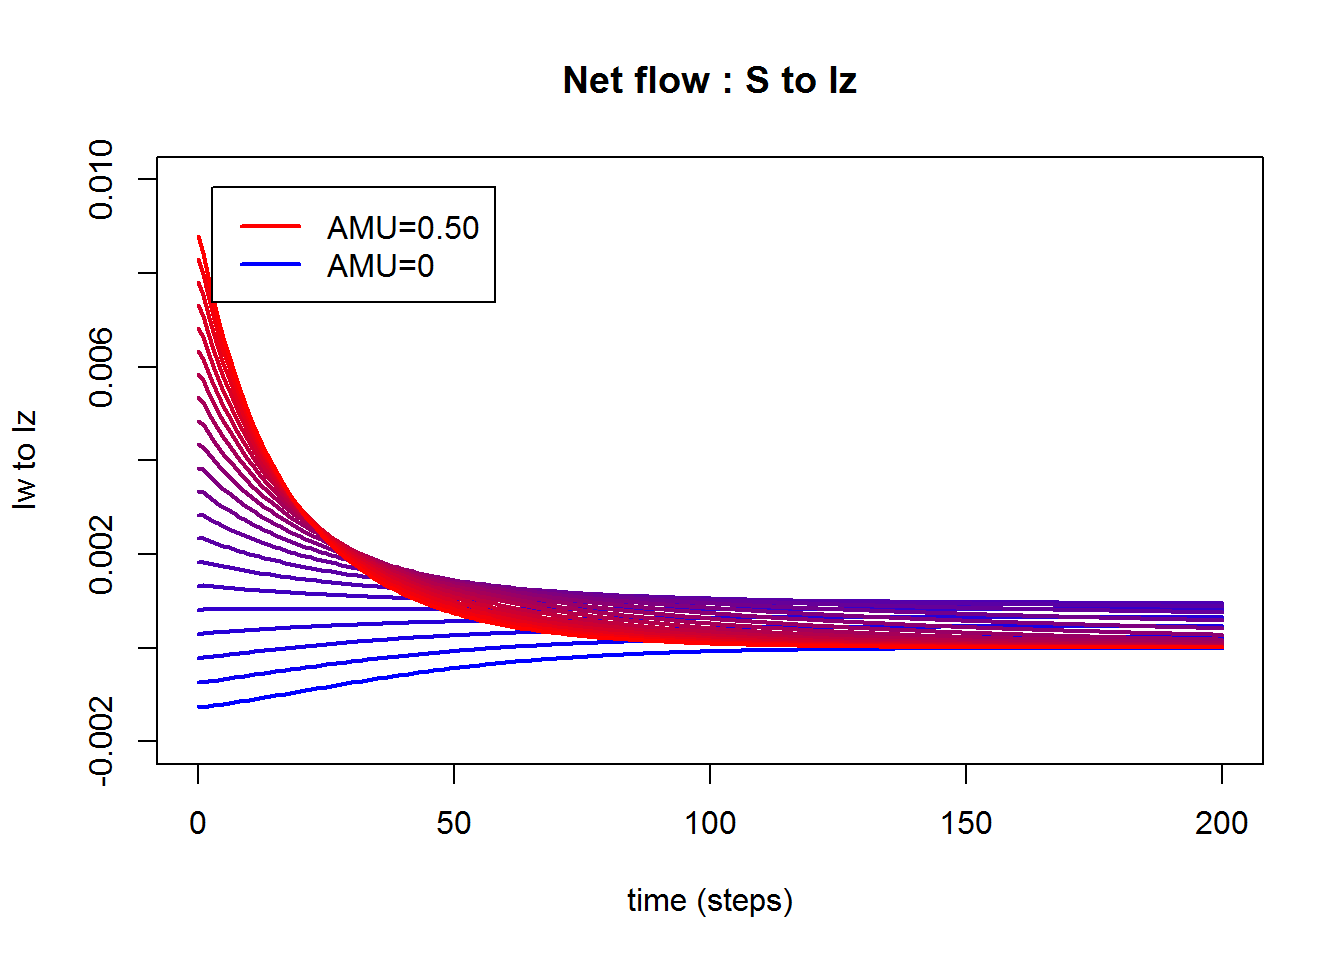 Net flow : S to Iz
0.010
0.006
0.002
-0.002
Iw to Iz
AMU=0.50
AMU=0
0 50 100 150 200
time (steps)